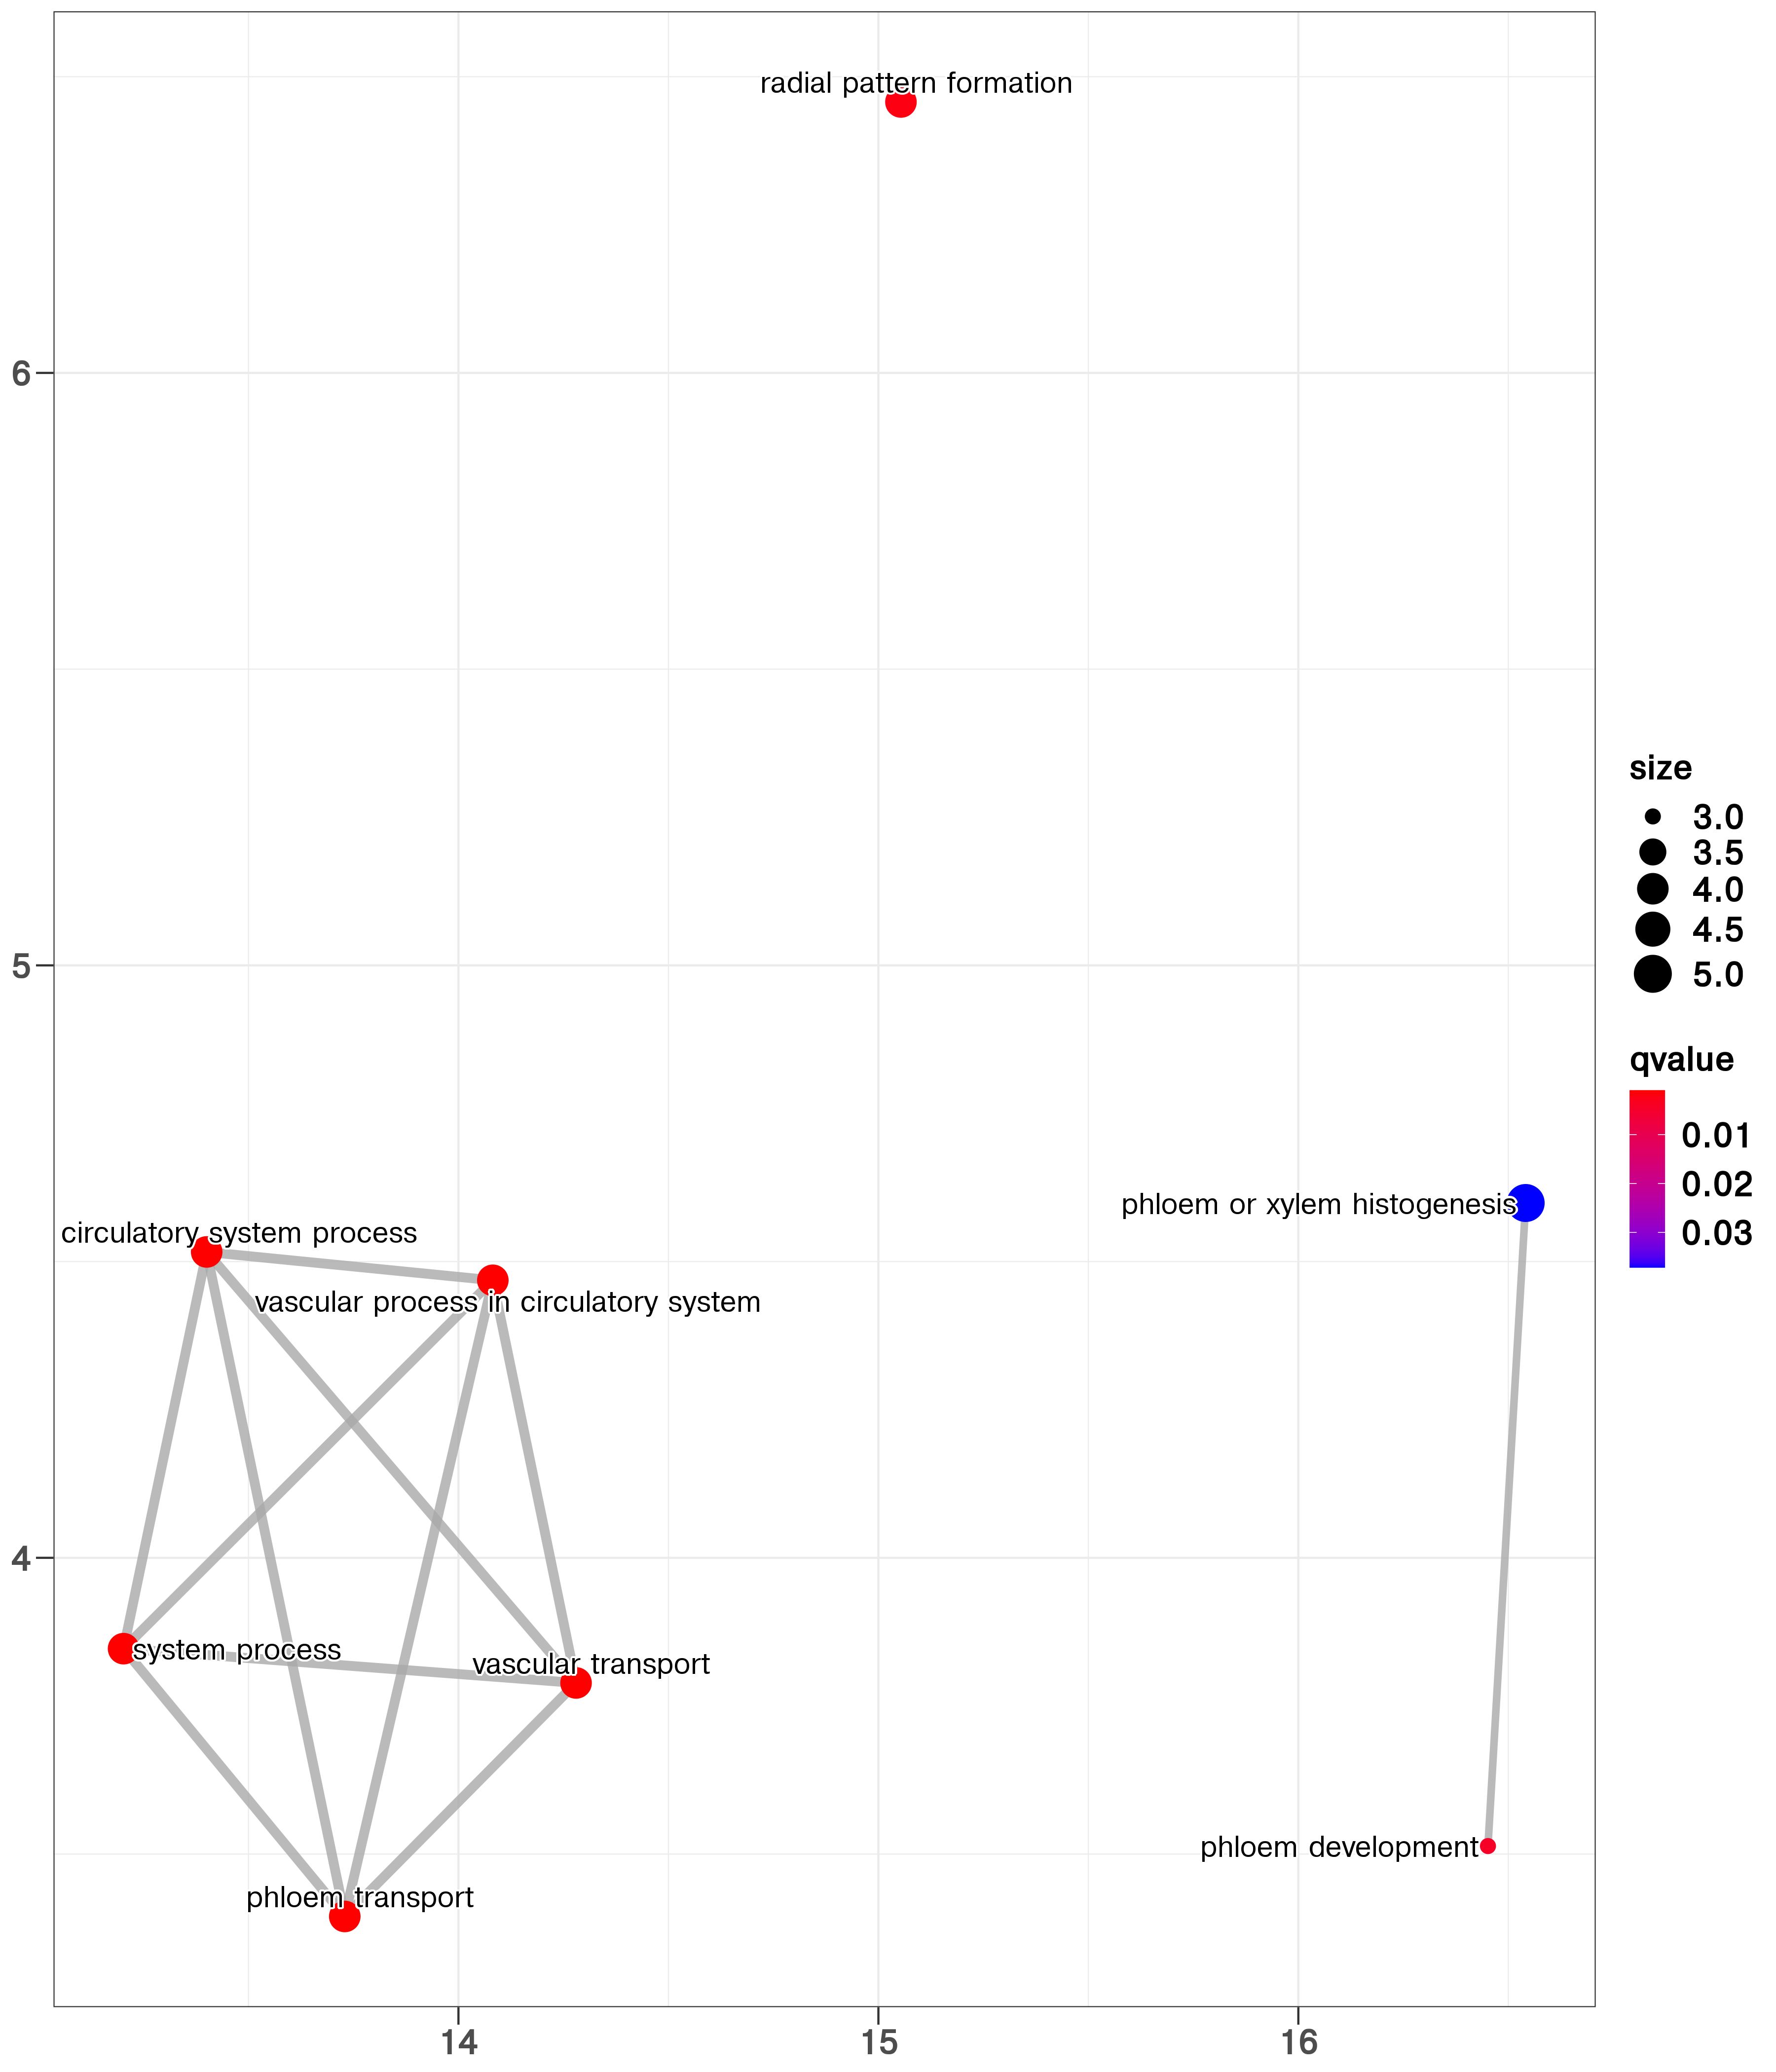 radial pattern formation
6
5
4
circulatory system process
vascular process in circulatory system
phloem or xylem histogenesis
system process
vascular transport
phloem development
phloem transport
14
15
16
size
3.0
3.5
4.0
4.5
5.0
qvalue
0.01
0.02
0.03